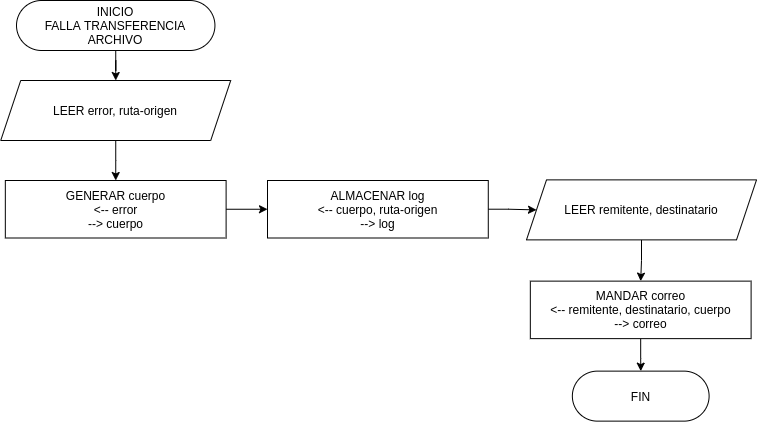 INICIO
FALLA TRANSFERENCIA
ARCHIVO
LEER error, ruta-origen
GENERAR cuerpo
<-- error
--> cuerpo
ALMACENAR log
<-- cuerpo, ruta-origen
--> log
LEER remitente, destinatario
MANDAR correo
<-- remitente, destinatario, cuerpo
--> correo
FIN